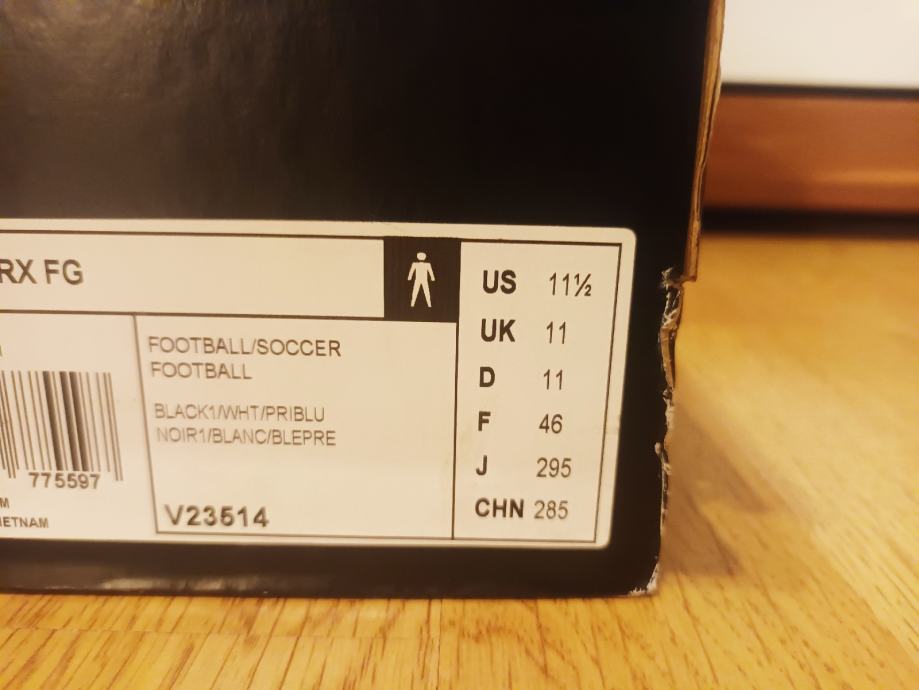 RX FG
FOOTBALL/SOCCER
FOOTBALL
BLACK1/WHT/PRIBLU
NOIR1/BLANC/BLEPRE
775597
M
IETNAM
V23514
US 11½
UK 11
D 11
F 46
J 295
CHN 285